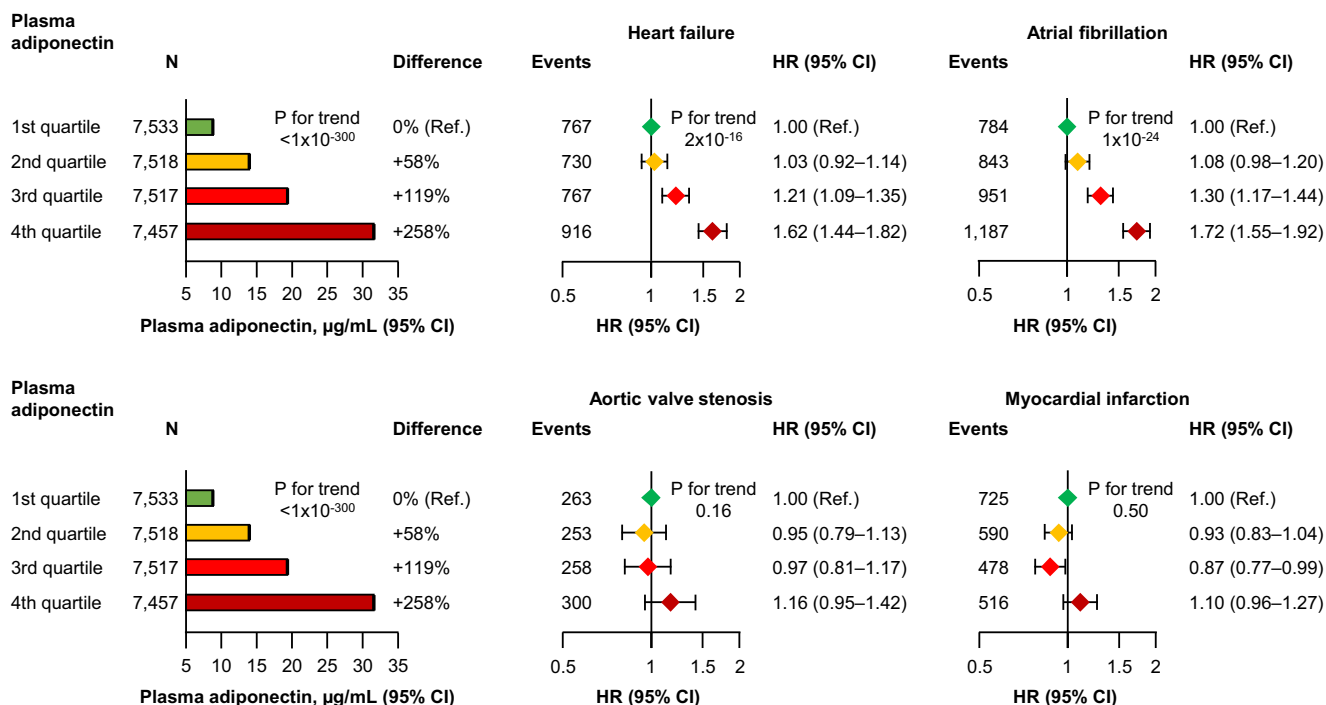 Plasma
adiponectin
Heart failure
Atrial fibrillation
N Difference Events HR (95% CI) Events HR (95% CI)
1st quartile 7,533 P for trend <1x10-300 0% (Ref.) 767 P for trend 2x10-16 1.00 (Ref.) 784 P for trend 1x10-24 1.00 (Ref.)
2nd quartile 7,518 +58% 730 1.03 (0.92–1.14) 843 1.08 (0.98–1.20)
3rd quartile 7,517 +119% 767 1.21 (1.09–1.35) 951 1.30 (1.17–1.44)
4th quartile 7,457 +258% 916 1.62 (1.44–1.82) 1,187 1.72 (1.55–1.92)
5 10 15 20 25 30 35 0.5 1 1.5 2 0.5 1 1.5 2
Plasma adiponectin, µg/mL (95% CI) HR (95% CI) HR (95% CI)
Plasma
adiponectin
Aortic valve stenosis
Myocardial infarction
N Difference Events HR (95% CI) Events HR (95% CI)
1st quartile 7,533 P for trend <1x10-300 0% (Ref.) 263 P for trend 0.16 1.00 (Ref.) 725 P for trend 0.50 1.00 (Ref.)
2nd quartile 7,518 +58% 253 0.95 (0.79–1.13) 590 0.93 (0.83–1.04)
3rd quartile 7,517 +119% 258 0.97 (0.81–1.17) 478 0.87 (0.77–0.99)
4th quartile 7,457 +258% 300 1.16 (0.95–1.42) 516 1.10 (0.96–1.27)
5 10 15 20 25 30 35 0.5 1 1.5 2 0.5 1 1.5 2
Plasma adiponectin, µg/mL (95% CI) HR (95% CI) HR (95% CI)